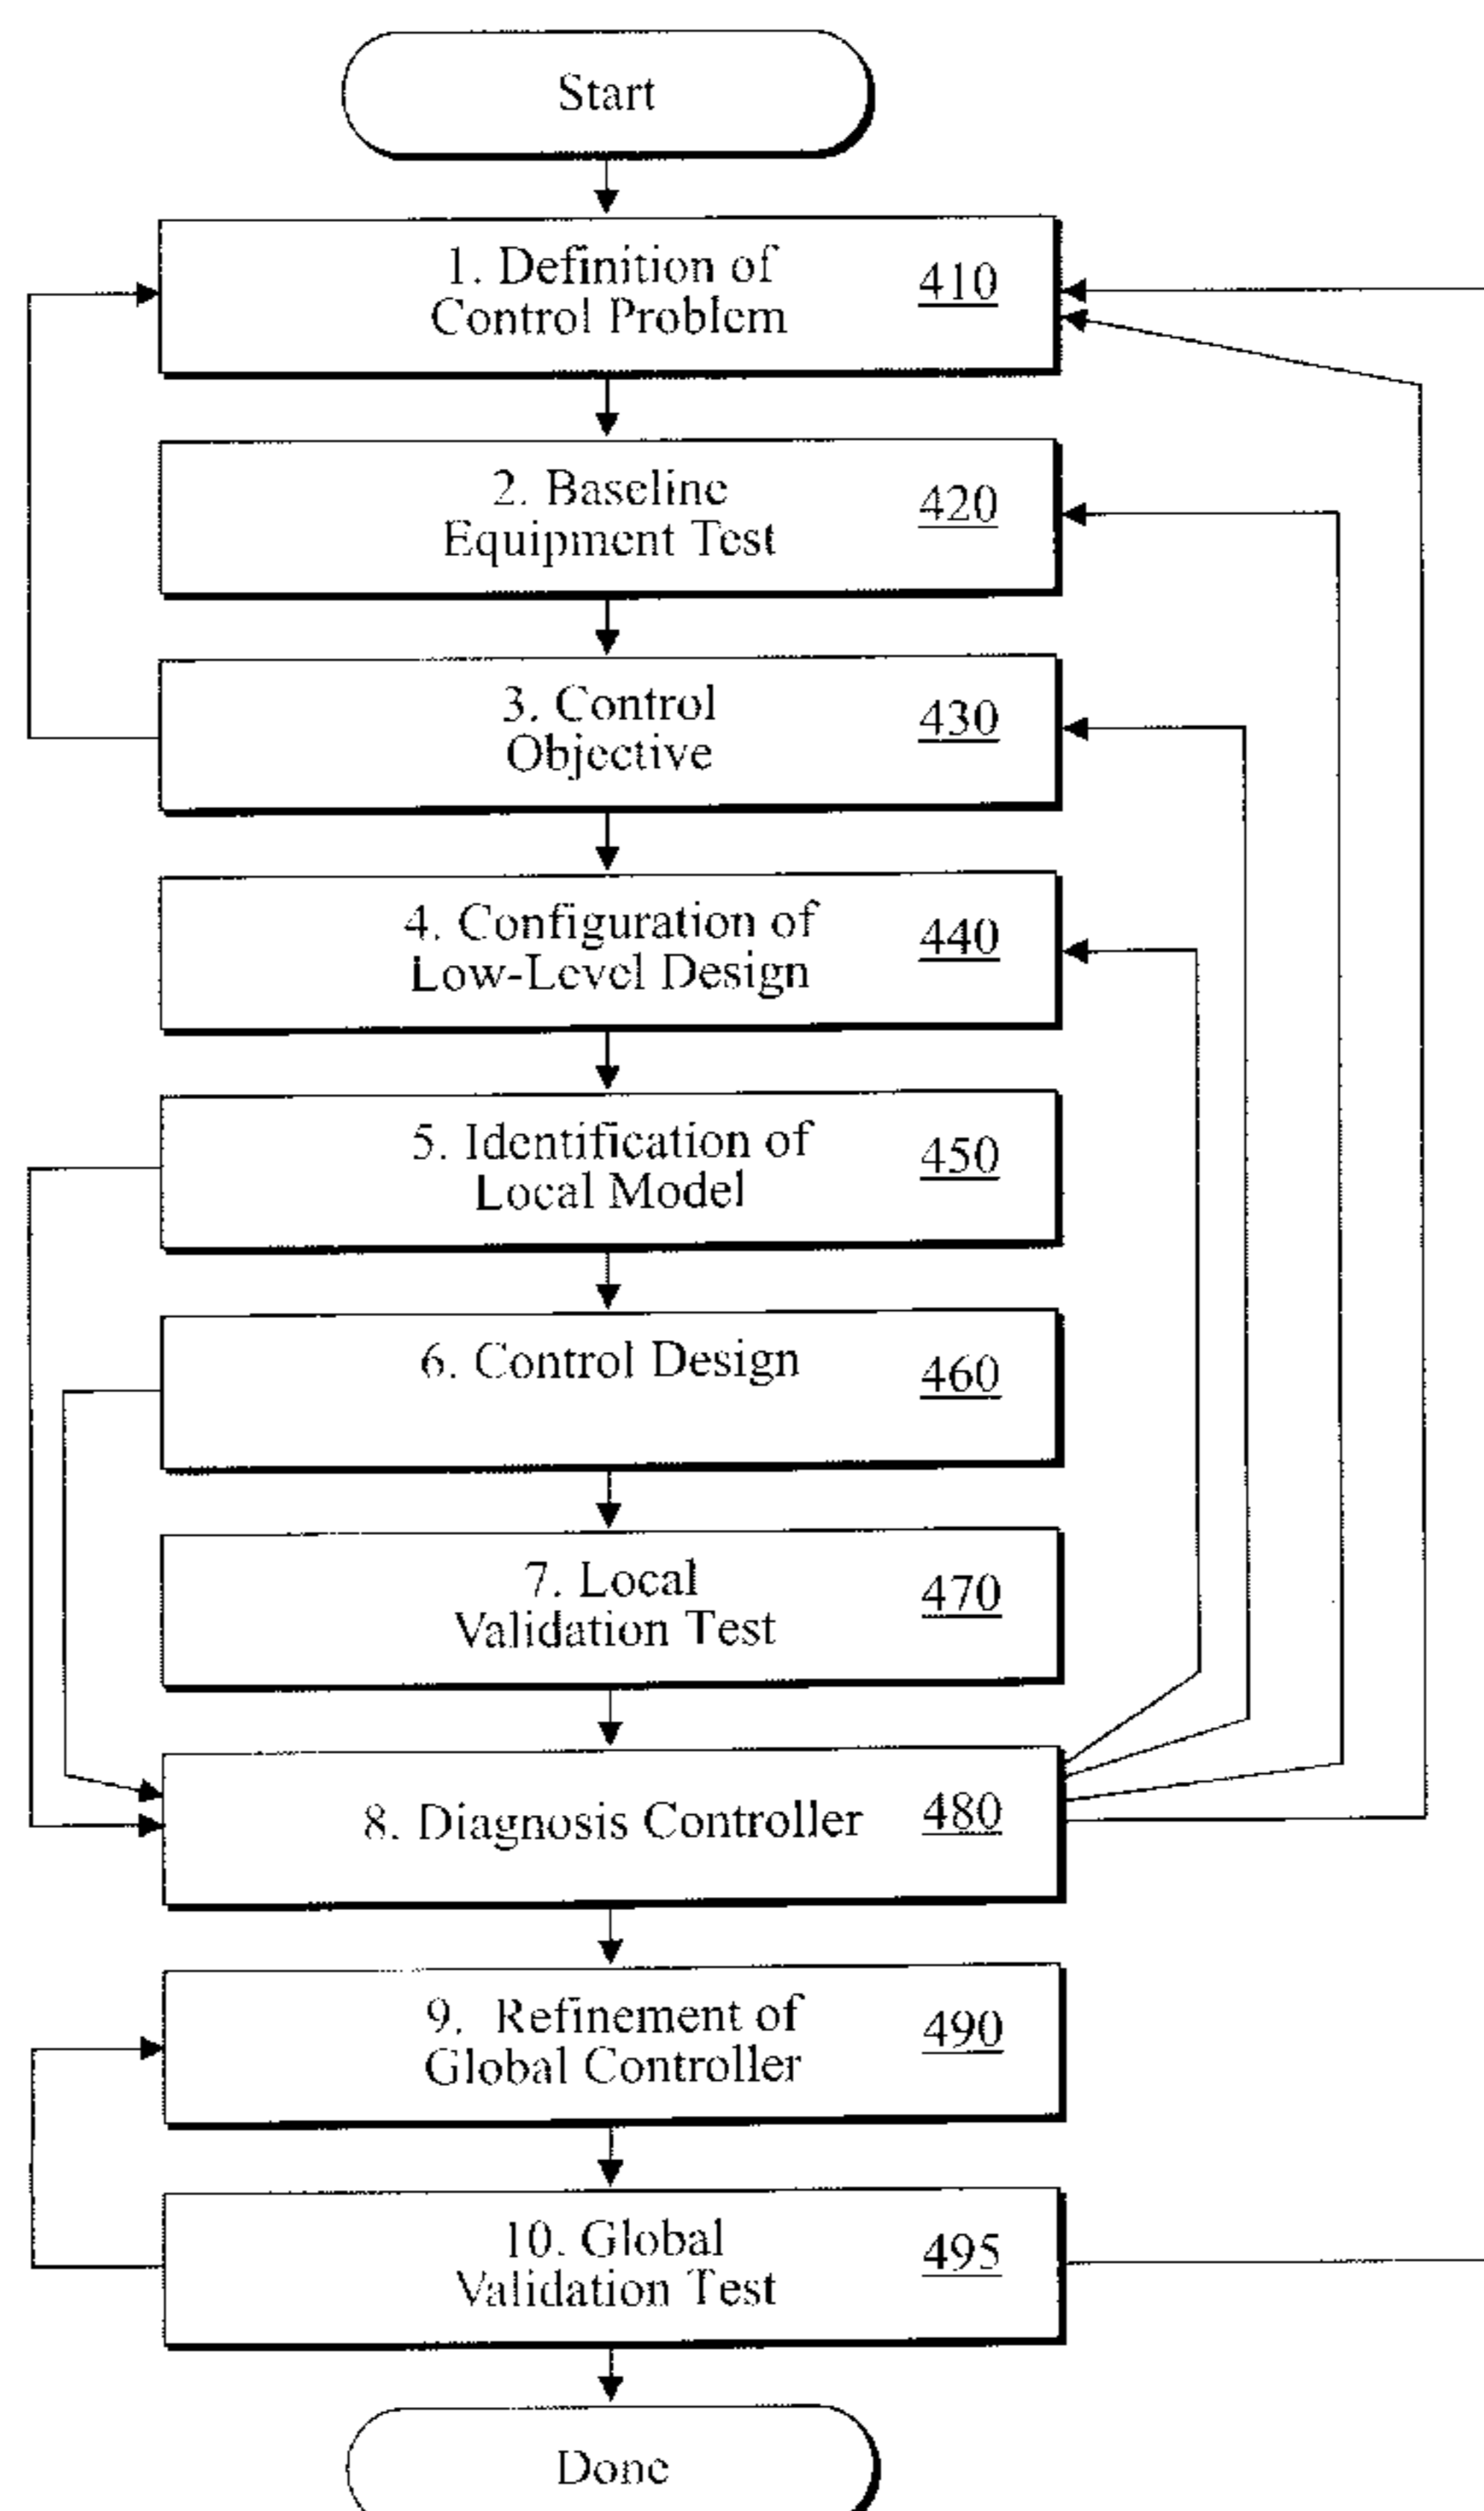 Start
1. Definition of
Control Problem
410
2. Baseline
Equipment Test
420
3. Control
Objective
430
4. Configuration of
Low-Level Design
440
5. Identification of
Local Model
450
6. Control Design
460
7. Local
Validation Test
470
8. Diagnosis Controller
480
9. Refinement of
Global Controller
490
10. Global
Validation Test
495
Done